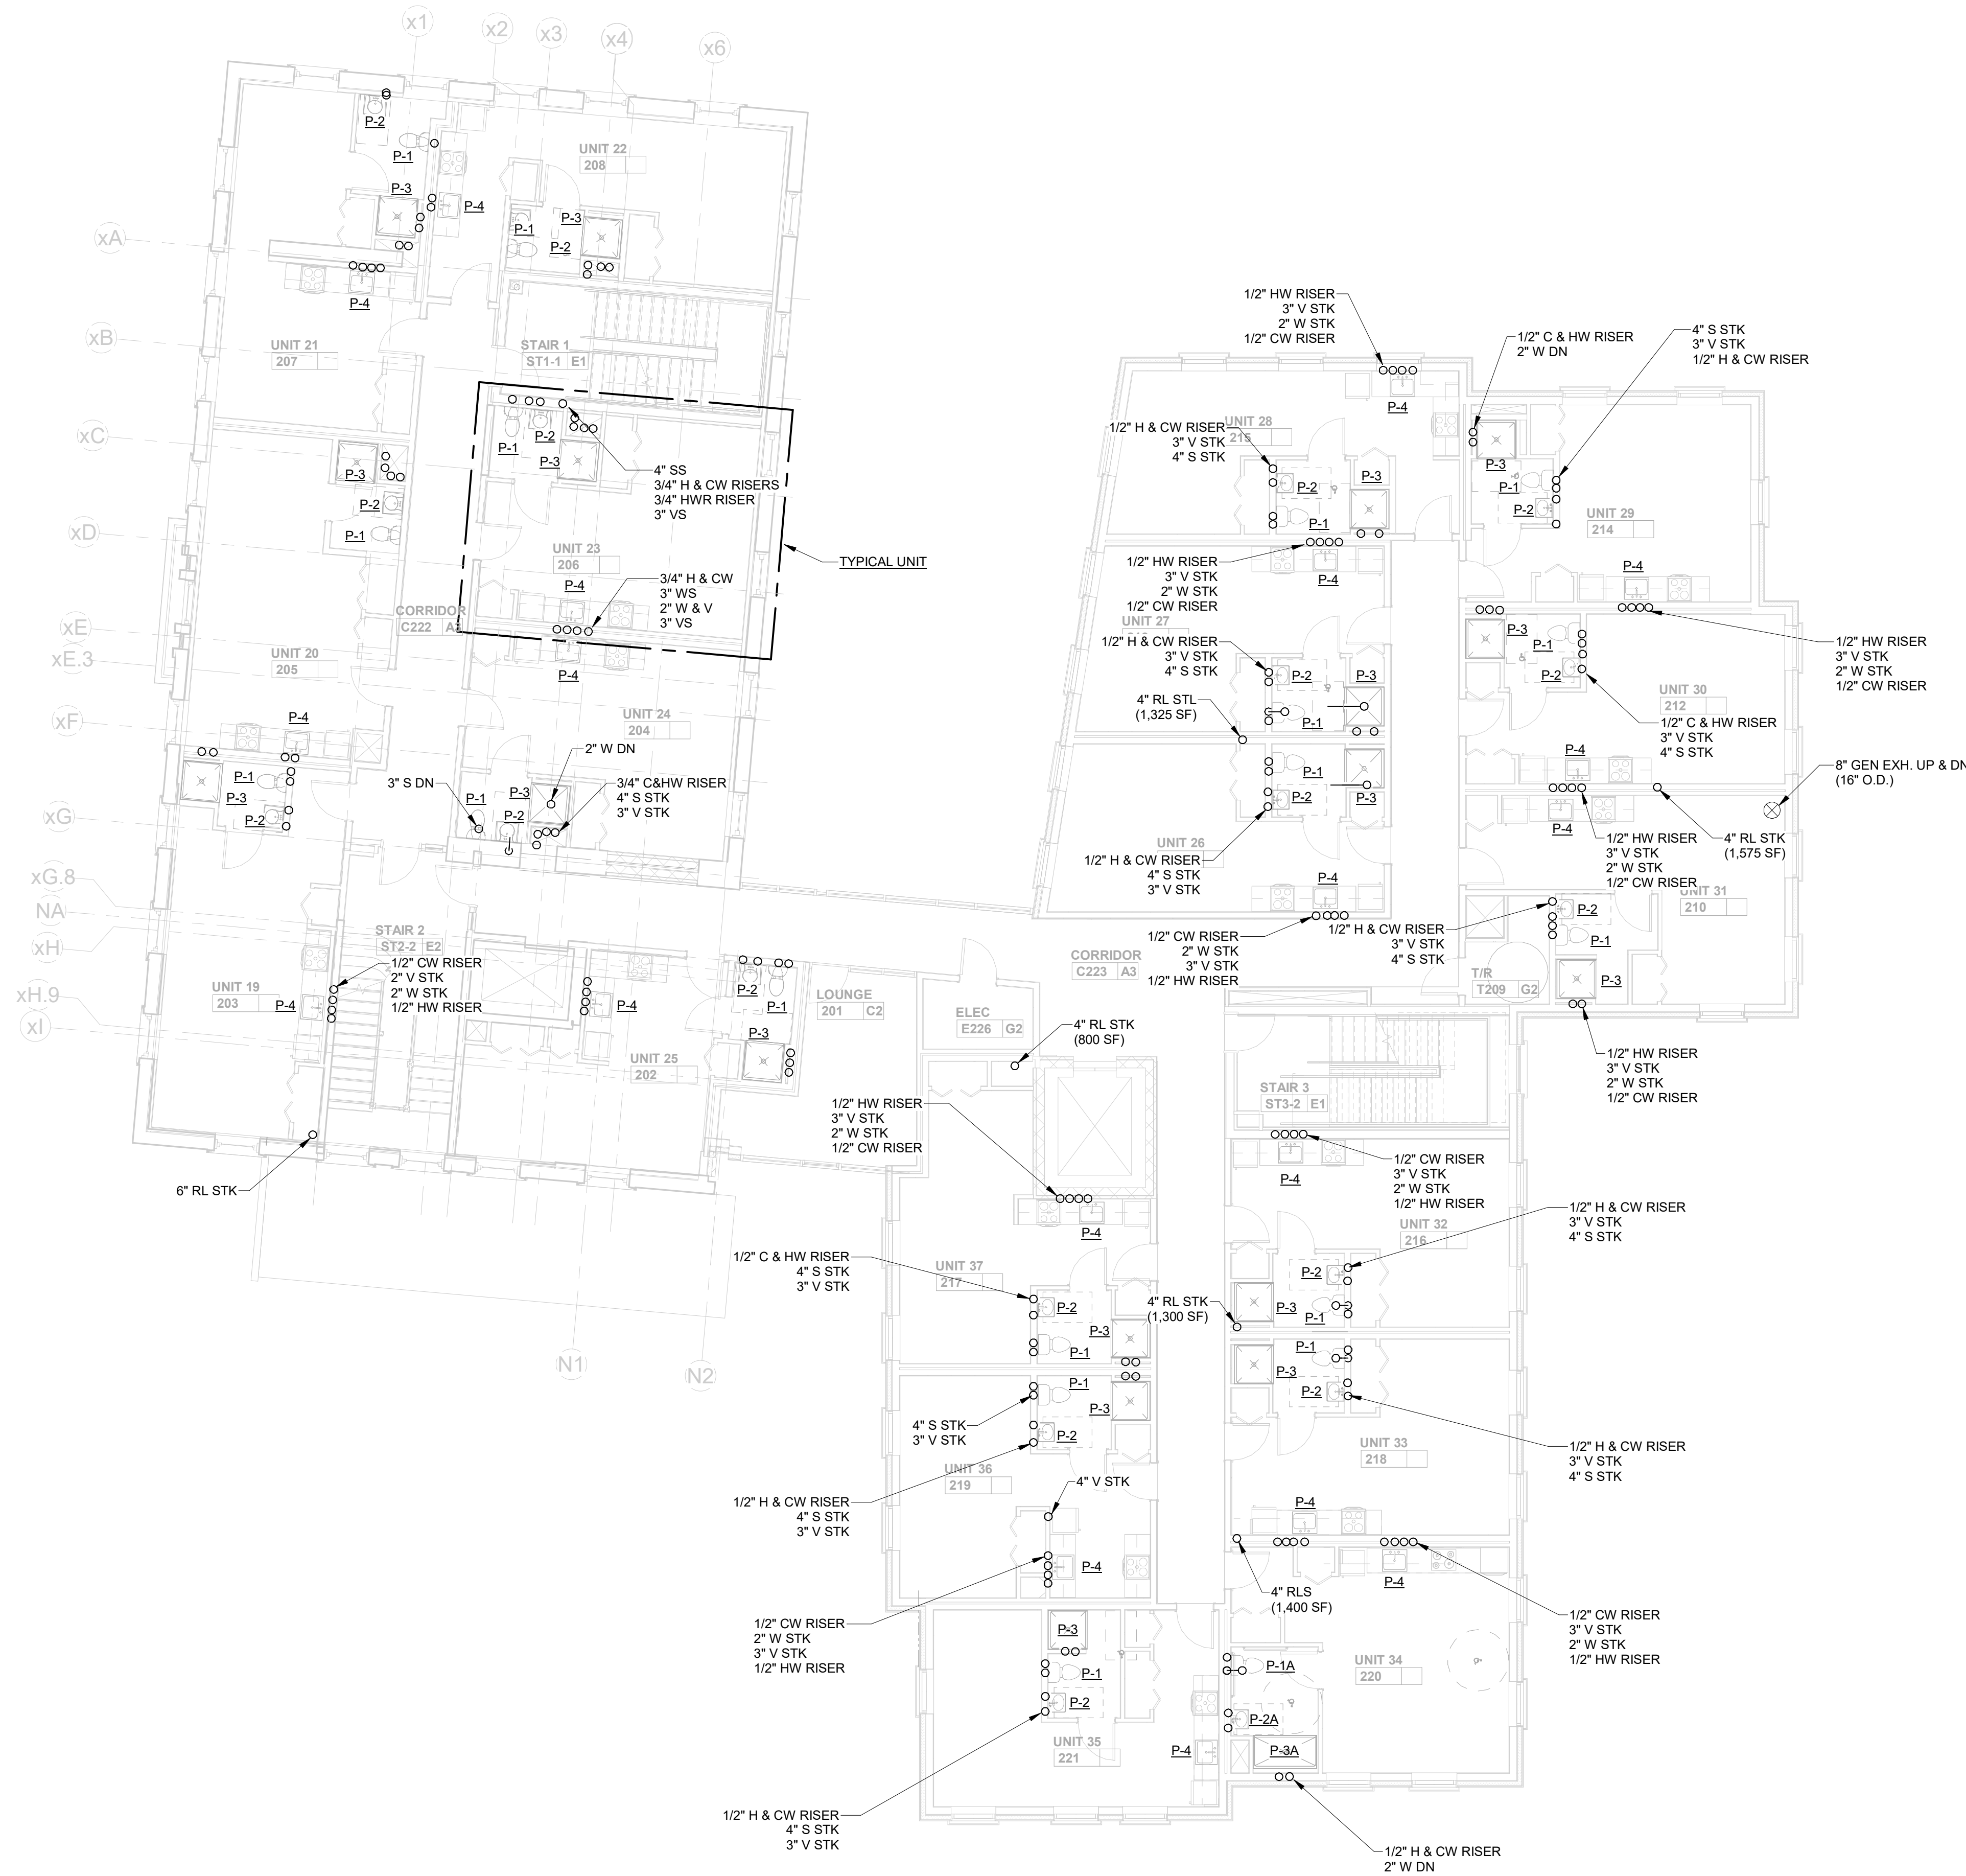 x1
x2
x3
x4
x6
P-2
P-1
UNIT 22
208
P-3
P-4
P-3
P-1
P-2
xA
P-4
UNIT 21
207
STAIR 1
ST1-1 E1
xB
P-1
P-2
P-3
4" SS
3/4" H & CW RISERS
3/4" HWR RISER
3" VS
xC
P-3
P-2
P-1
xD
UNIT 23
206
TYPICAL UNIT
P-4
3/4" H & CW
3" WS
2" W & V
3" VS
CORRIDOR
C222
xE
xE.3
UNIT 20
205
P-4
UNIT 24
204
xF
P-4
2" W DN
P-1
P-3
P-2
3" S DN
P-1
P-3
P-2
3/4" C&HW RISER
4" S STK
3" V STK
xG
xG.8
NA
xH
STAIR 2
ST2-2 E2
1/2" CW RISER
2" V STK
2" W STK
1/2" HW RISER
UNIT 19
203
P-4
xH.9
xI
P-4
P-2
P-1
P-3
UNIT 25
202
LOUNGE
201 C2
6" RL STK
N1
N2
1/2" HW RISER
3" V STK
2" W STK
1/2" CW RISER
P-4
1/2" C & HW RISER
2" W DN
4" S STK
3" V STK
1/2" H & CW RISER
UNIT 28
215
1/2" H & CW RISER
3" V STK
4" S STK
P-2
P-3
P-1
P-3
P-1
P-2
UNIT 29
214
1/2" HW RISER
3" V STK
2" W STK
1/2" CW RISER
P-4
P-4
UNIT 27
1/2" H & CW RISER
3" V STK
4" S STK
P-2
P-3
P-1
P-3
P-1
P-2
1/2" HW RISER
3" V STK
2" W STK
1/2" CW RISER
4" RL STL
(1,325 SF)
UNIT 30
212
1/2" C & HW RISER
3" V STK
4" S STK
P-1
P-2
P-3
P-4
8" GEN EXH. UP & DN
(16" O.D.)
P-4
1/2" HW RISER
3" V STK
2" W STK
1/2" CW RISER
4" RL STK
(1,575 SF)
UNIT 26
1/2" H & CW RISER
4" S STK
3" V STK
P-4
UNIT 31
210
1/2" CW RISER
2" W STK
3" V STK
1/2" HW RISER
1/2" H & CW RISER
3" V STK
4" S STK
P-2
P-1
P-3
CORRIDOR
C223 A3
T/R
T209 G2
ELEC
E226 G2
4" RL STK
(800 SF)
1/2" HW RISER
3" V STK
2" W STK
1/2" CW RISER
STAIR 3
ST3-2 E1
1/2" HW RISER
3" V STK
2" W STK
1/2" CW RISER
P-4
1/2" CW RISER
3" V STK
2" W STK
1/2" HW RISER
P-4
1/2" H & CW RISER
3" V STK
4" S STK
UNIT 32
216
1/2" C & HW RISER
4" S STK
3" V STK
UNIT 37
217
P-2
P-3
P-1
4" RL STK
(1,300 SF)
P-2
P-3
P-1
P-1
P-3
P-2
4" S STK
3" V STK
P-1
P-3
P-2
UNIT 36
219
1/2" H & CW RISER
4" S STK
3" V STK
4" V STK
UNIT 33
218
1/2" H & CW RISER
3" V STK
4" S STK
P-4
P-4
P-4
4" RLS
(1,400 SF)
1/2" CW RISER
2" W STK
3" V STK
1/2" HW RISER
1/2" CW RISER
3" V STK
2" W STK
1/2" HW RISER
P-3
P-1
P-2
UNIT 34
220
P-1A
P-2A
P-3A
UNIT 35
221
P-4
1/2" H & CW RISER
4" S STK
3" V STK
1/2" H & CW RISER
2" W DN